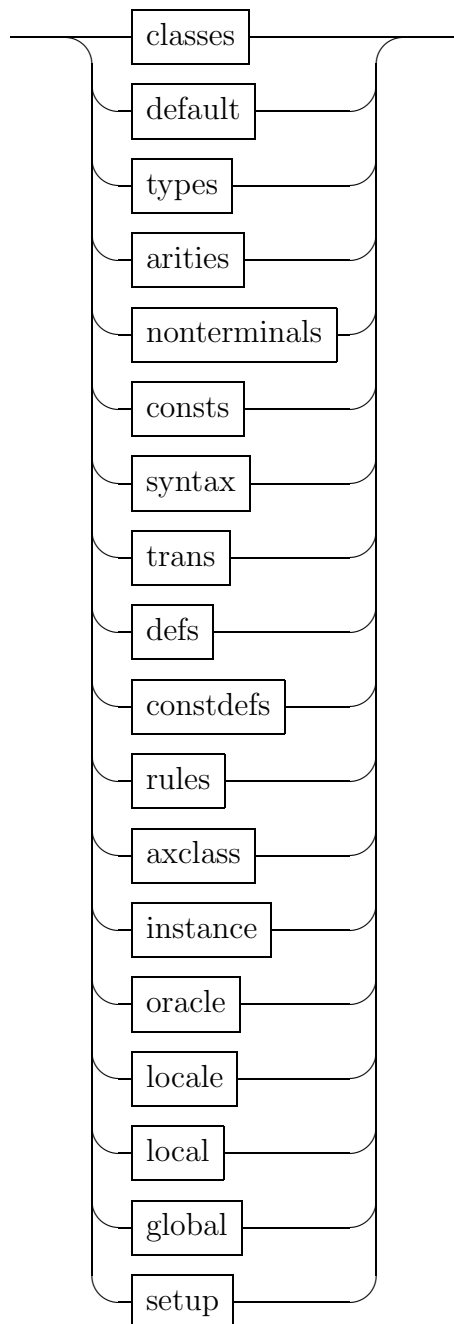 classes
default
types
arities
nonterminals
consts
syntax
trans
defs
constdefs
rules
axclass
instance
oracle
locale
local
global
setup